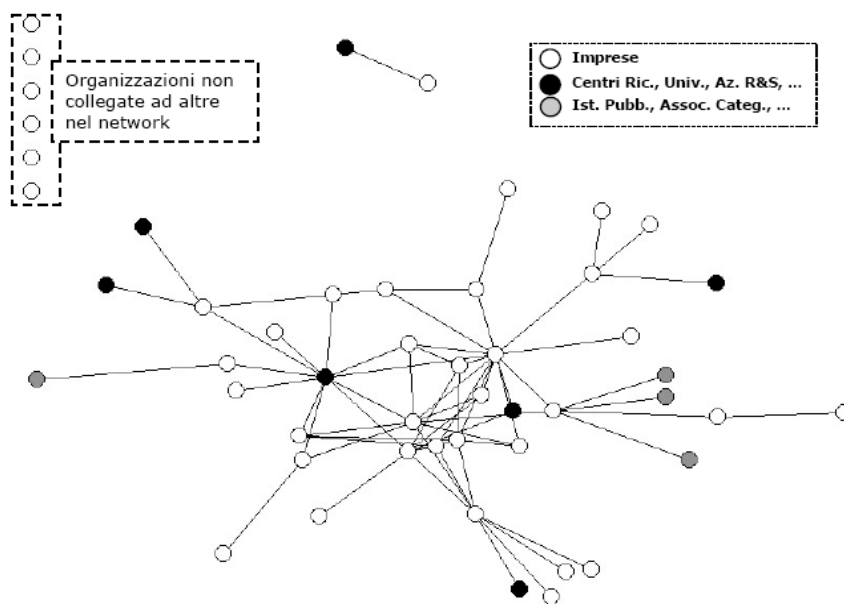 Organizzazioni non
collegate ad altre
nel network
Imprese
Centri Ric., Univ., Az. R&S, ...
Ist. Pubb., Assoc. Categ., ...